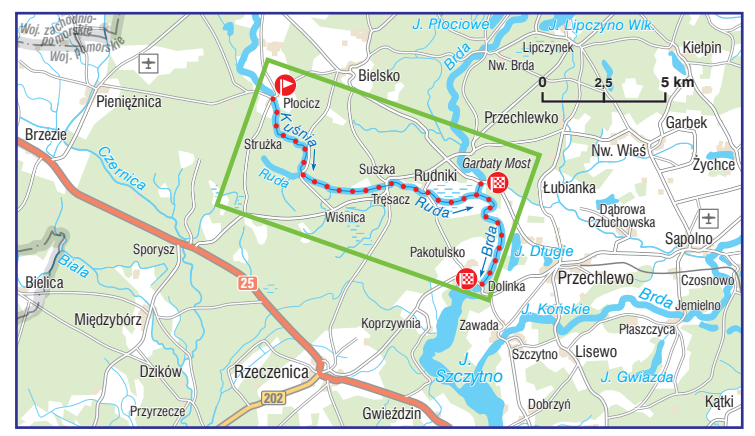 Woj. zachodnio-
pomorskie
Woj. pomorskie
J. Płociowe
J. Lipczyno Wlk.
Lipczynek
Kiełpin
Brda
Nw. Brda
Bielsko
0 2,5 5 km
Pieniężnica
Płocicz
Przechlewko
Garbek
Brzezie
Kuśnia
Strużka
Nw. Wieś
Żychce
Czernica
Garbaty Most
Suszka
Rudniki
Łubianka
Ruda
Tręsacz
Ruda
Dąbrowa
Człuchowska
Wiśnica
Sąpolno
Sporysz
Brda
Pakotulsko
J. Długie
Biała
Bielica
25
Przechlewo
Dolinka
Czosnowo
Brda
Jemielno
J. Końskie
Międzybórz
Koprzywnia
Zawada
Płaszczyca
Szczytno
Lisewo
J.
Szczytno
Dzików
Rzeczenica
J. Gwiazda
202
Przyrzecze
Gwieździn
Dobrzyń
Kątki